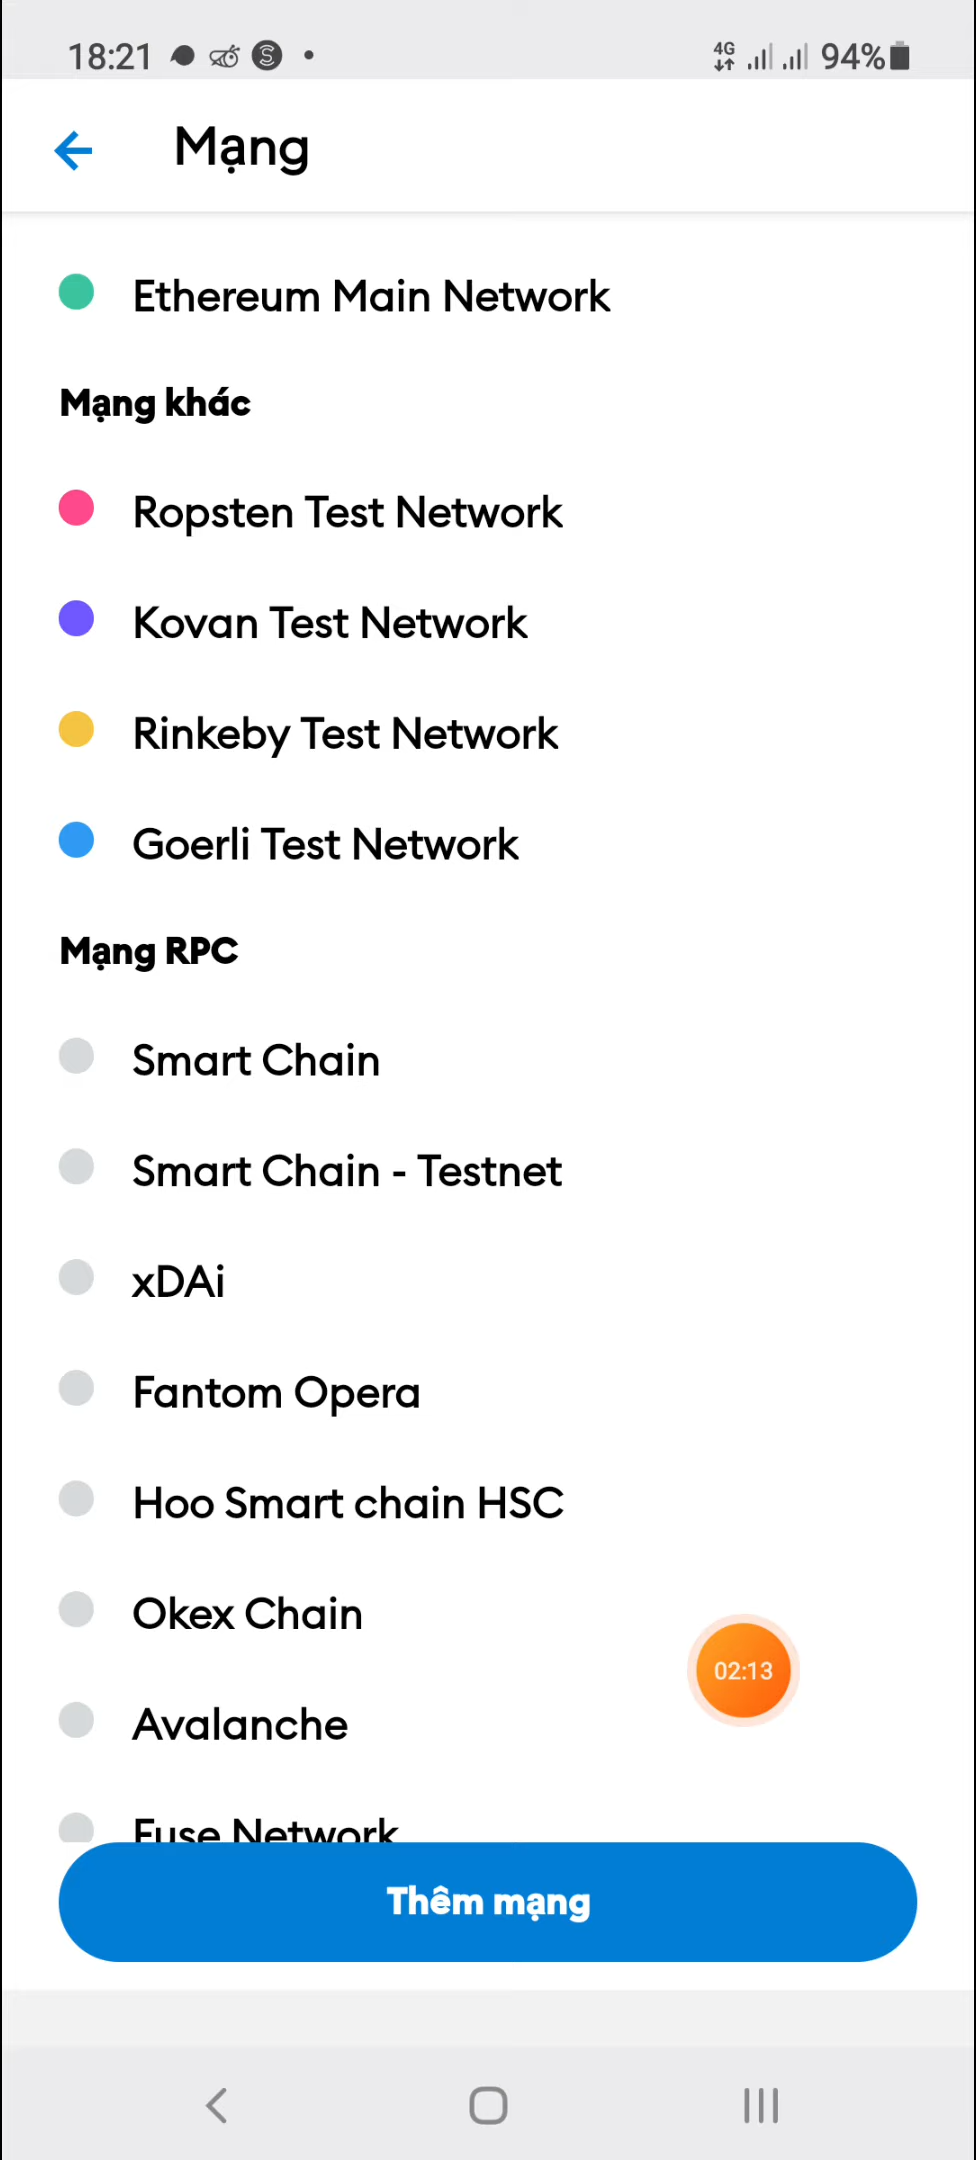 18:21 4G 94%
Mạng
Ethereum Main Network
Mạng khác
Ropsten Test Network
Kovan Test Network
Rinkeby Test Network
Goerli Test Network
Mạng RPC
Smart Chain
Smart Chain - Testnet
xDAi
Fantom Opera
Hoo Smart chain HSC
Okex Chain
02:13
Avalanche
Fuse Network
Thêm mạng